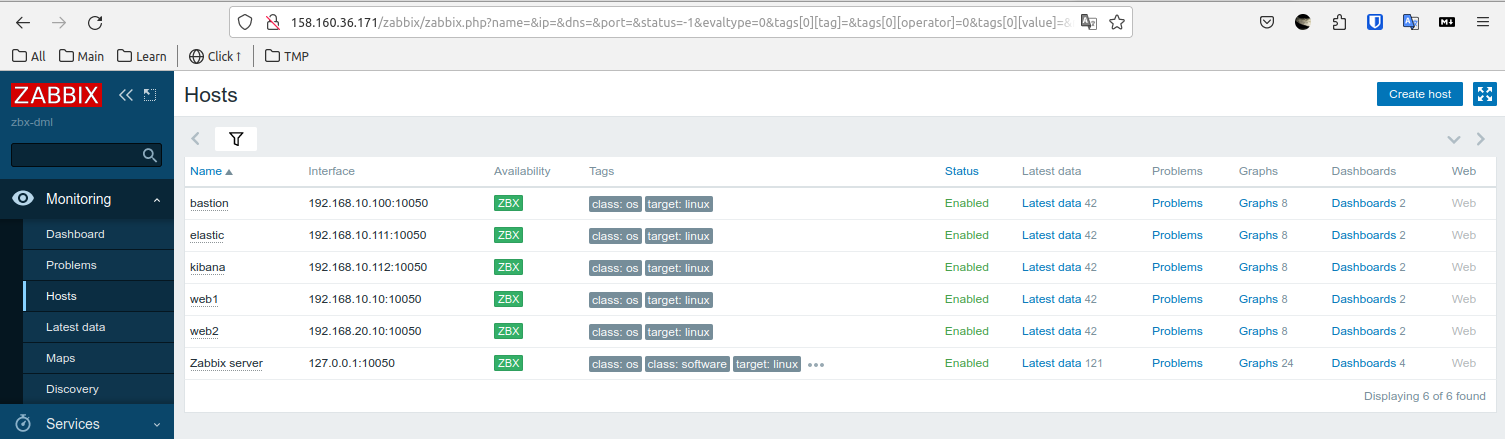 158.160.36.171/zabbix/zabbix.php?name=&ip=&dns=&port=&status=-1&evaltype=0&tags[0][tag]=&tags[0][operator]=0&tags[0][value]=&
All Main Learn Click↑ TMP
ZABBIX
zbx-dml
Monitoring
Dashboard
Problems
Hosts
Latest data
Maps
Discovery
Services
Hosts Create host
Name ▲ Interface Availability Tags Status Latest data Problems Graphs Dashboards Web
bastion 192.168.10.100:10050 ZBX class: os target: linux Enabled Latest data 42 Problems Graphs 8 Dashboards 2 Web
elastic 192.168.10.111:10050 ZBX class: os target: linux Enabled Latest data 42 Problems Graphs 8 Dashboards 2 Web
kibana 192.168.10.112:10050 ZBX class: os target: linux Enabled Latest data 42 Problems Graphs 8 Dashboards 2 Web
web1 192.168.10.10:10050 ZBX class: os target: linux Enabled Latest data 42 Problems Graphs 8 Dashboards 2 Web
web2 192.168.20.10:10050 ZBX class: os target: linux Enabled Latest data 42 Problems Graphs 8 Dashboards 2 Web
Zabbix server 127.0.0.1:10050 ZBX class: os class: software target: linux ••• Enabled Latest data 121 Problems Graphs 24 Dashboards 4 Web
Displaying 6 of 6 found